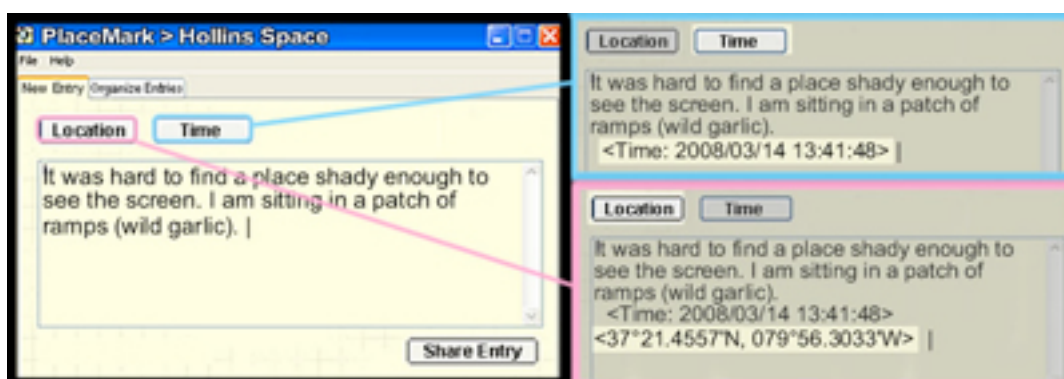 PlaceMark > Hollins Space
File Help
New Entry Organize Entries
Location Time
It was hard to find a place shady enough to
see the screen. I am sitting in a patch of
ramps (wild garlic). |
Share Entry
Location Time
It was hard to find a place shady enough to
see the screen. I am sitting in a patch of
ramps (wild garlic).
<Time: 2008/03/14 13:41:48> |
Location Time
It was hard to find a place shady enough to
see the screen. I am sitting in a patch of
ramps (wild garlic).
<Time: 2008/03/14 13:41:48>
<37°21.4557'N, 079°56.3033'W> |